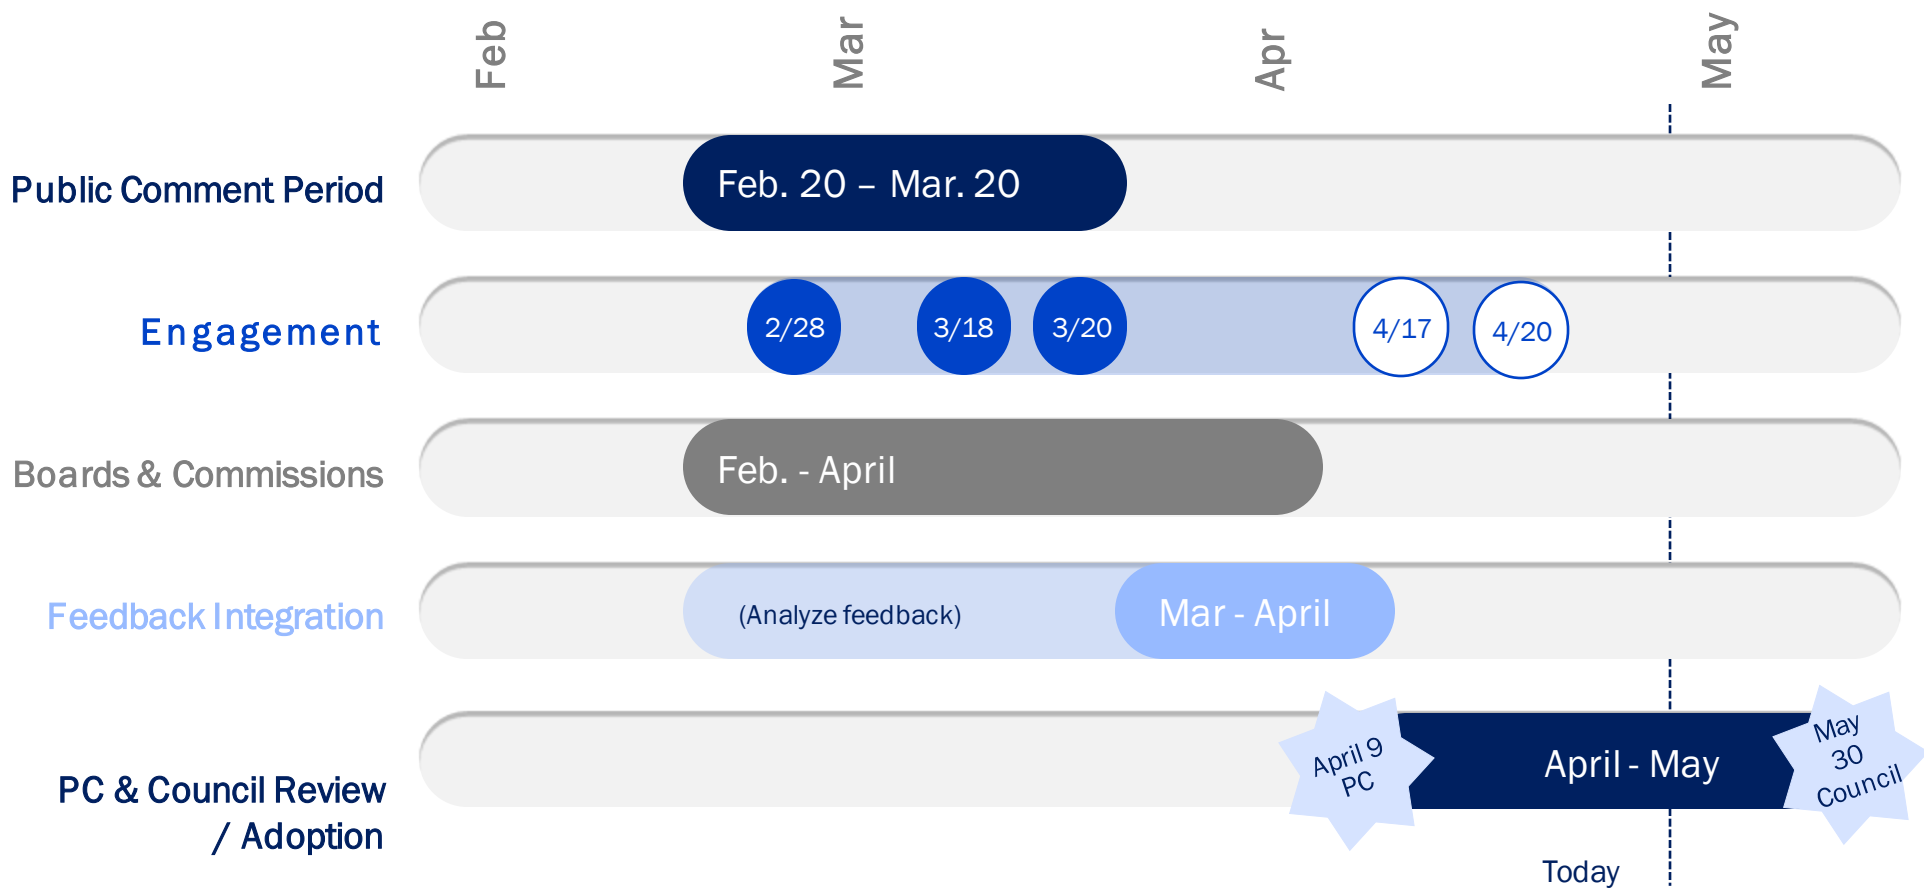 Feb
Mar
Apr
May
Public Comment Period
Feb. 20 – Mar. 20
Engagement
2/28
3/18
3/20
4/17
4/20
Boards & Commissions
Feb. - April
Feedback Integration
(Analyze feedback)
Mar - April
PC & Council Review
/ Adoption
April 9
PC
April - May
May
30
Council
Today